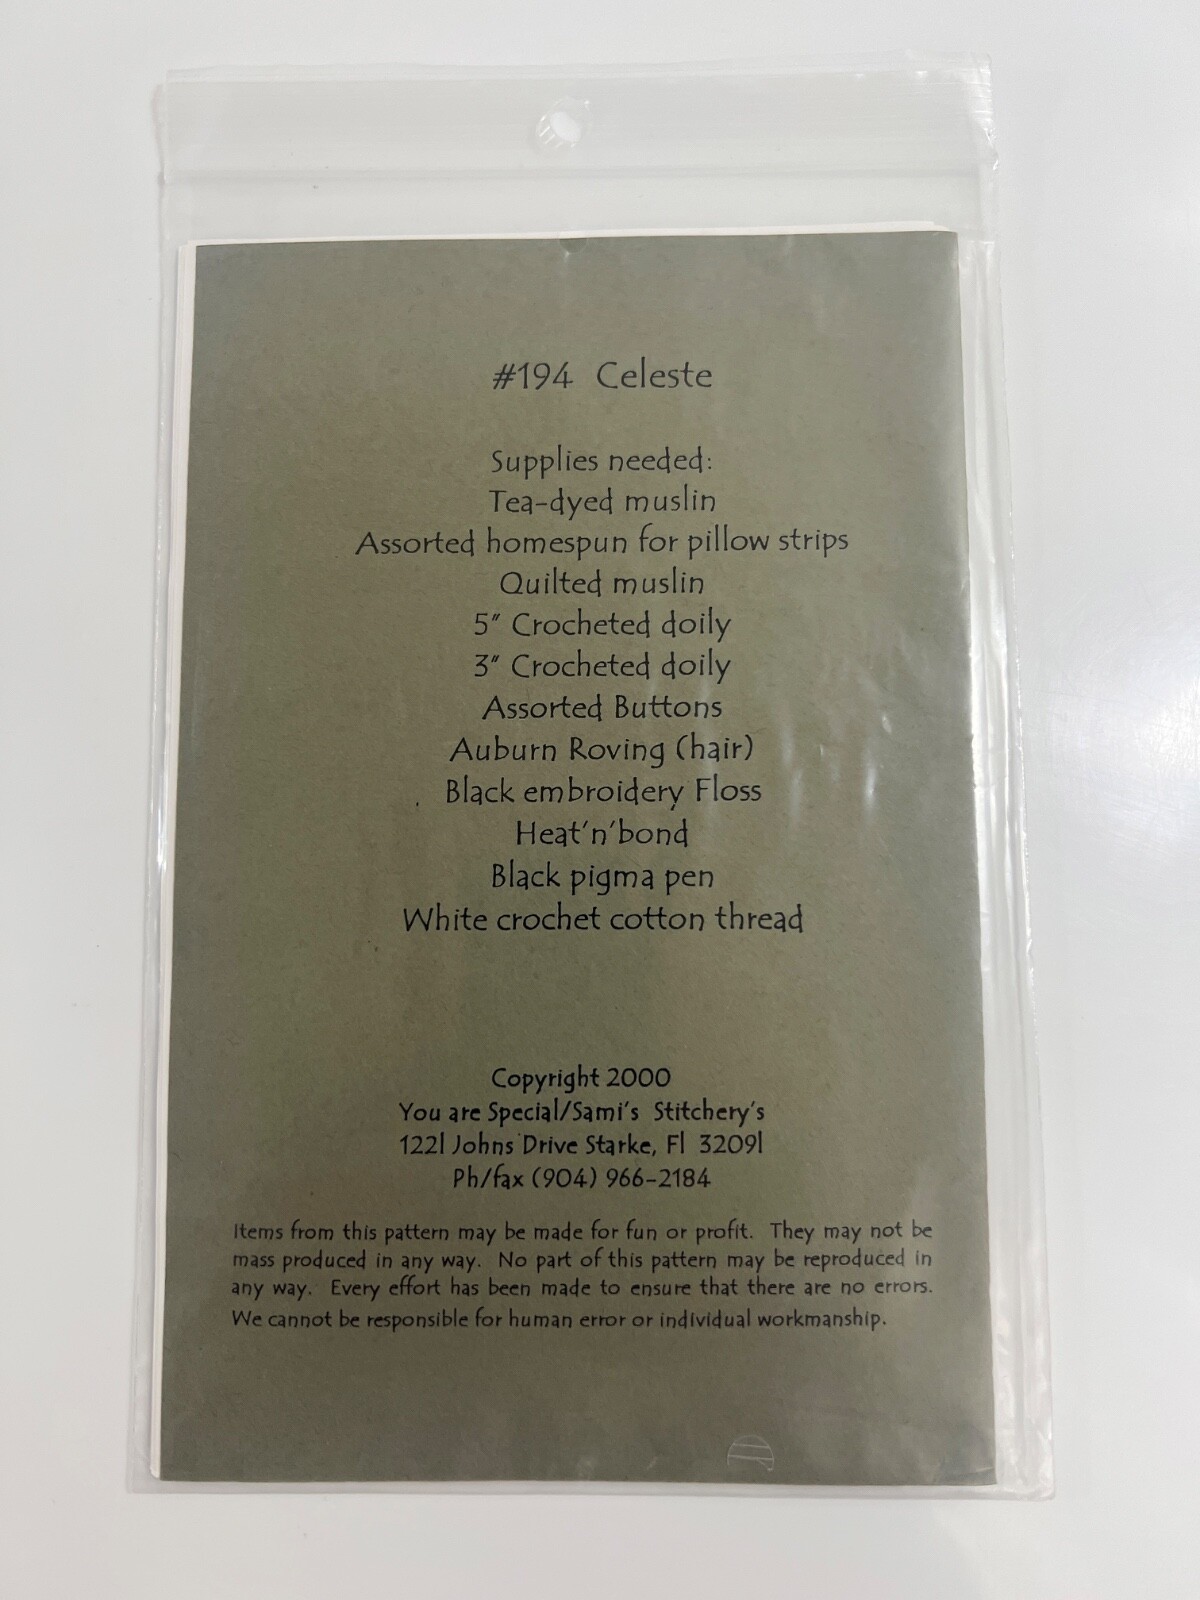 #194 Celeste
Supplies needed:
Tea-dyed muslin
Assorted homespun for pillow strips
Quilted muslin
5" Crocheted doily
3" Crocheted doily
Assorted Buttons
Auburn Roving (hair)
Black embroidery Floss
Heat'n'bond
Black pigma pen
White crochet cotton thread
Copyright 2000
You are Special/Sami's Stitchery's
1221 Johns Drive Starke, Fl 32091
Ph/fax (904) 966-2184
Items from this pattern may be made for fun or profit. They may not be
mass produced in any way. No part of this pattern may be reproduced in
any way. Every effort has been made to ensure that there are no errors.
We cannot be responsible for human error or individual workmanship.